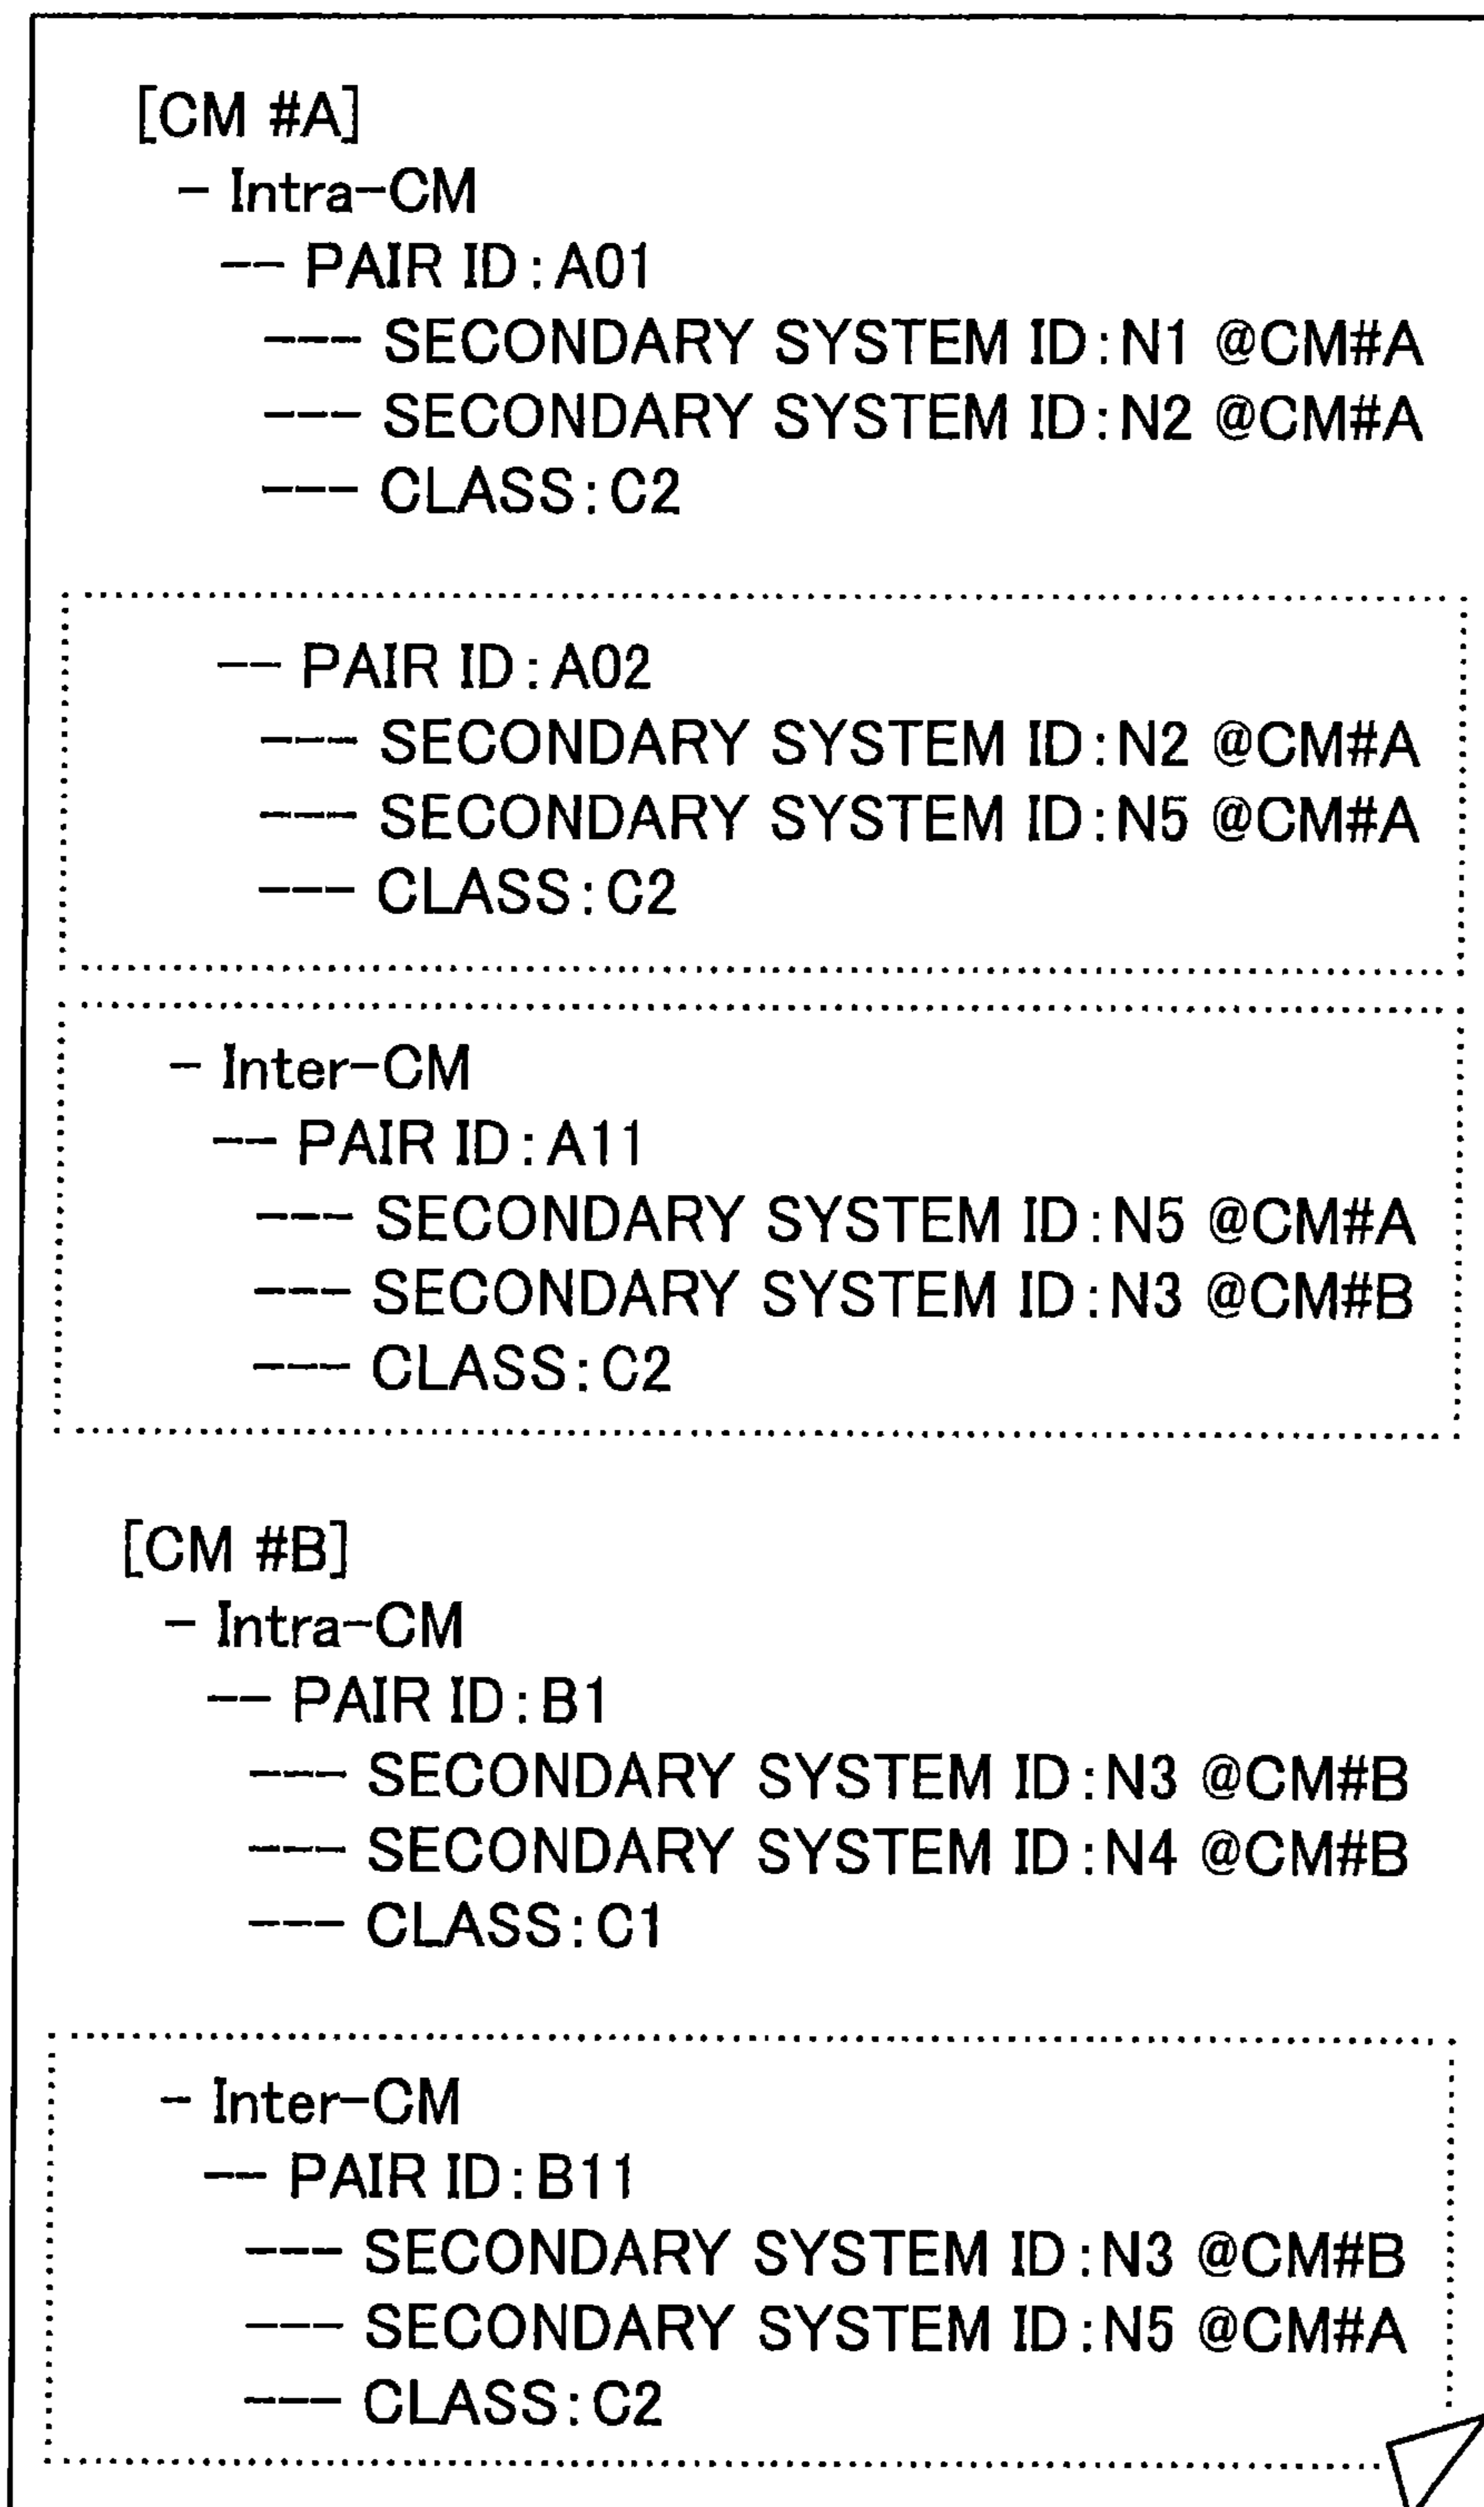 [CM #A]
- Intra-CM
-- PAIR ID:A01
--- SECONDARY SYSTEM ID:N1 @CM#A
--- SECONDARY SYSTEM ID:N2 @CM#A
--- CLASS:C2
-- PAIR ID:A02
--- SECONDARY SYSTEM ID:N2 @CM#A
--- SECONDARY SYSTEM ID:N5 @CM#A
--- CLASS:C2
- Inter-CM
-- PAIR ID:A11
--- SECONDARY SYSTEM ID:N5 @CM#A
--- SECONDARY SYSTEM ID:N3 @CM#B
--- CLASS:C2
[CM #B]
- Intra-CM
-- PAIR ID:B1
--- SECONDARY SYSTEM ID:N3 @CM#B
--- SECONDARY SYSTEM ID:N4 @CM#B
--- CLASS:C1
- Inter-CM
-- PAIR ID:B11
--- SECONDARY SYSTEM ID:N3 @CM#B
--- SECONDARY SYSTEM ID:N5 @CM#A
--- CLASS:C2